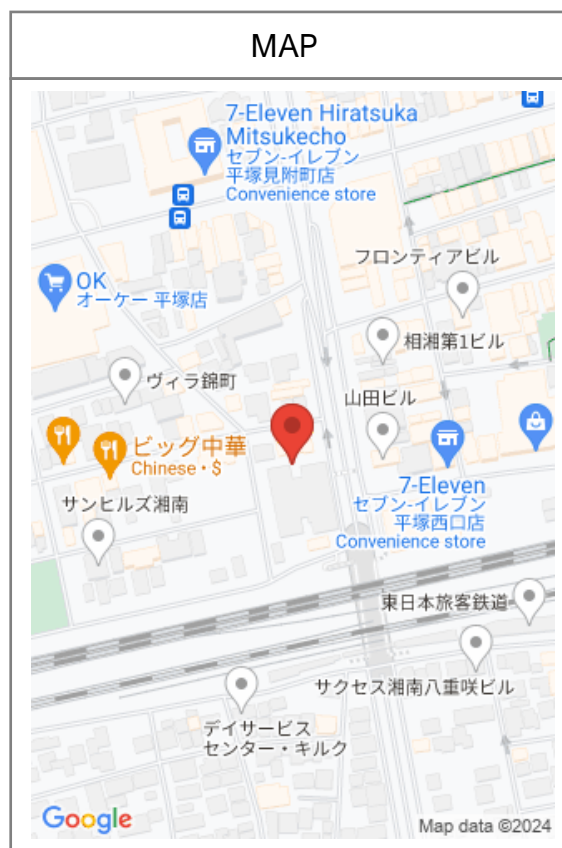 MAP
7-Eleven Hiratsuka
Mitsukecho
セブン-イレブン
平塚見附町店
Convenience store
フロンティアビル
OK
オーケー 平塚店
相湘第1ビル
ヴィラ錦町
山田ビル
ビッグ中華
Chinese・$
サンヒルズ湘南
7-Eleven
セブン‐イレブン
平塚西口店
Convenience store
東日本旅客鉄道
サクセス湘南八重咲ビル
デイサービス
センター・キルク
Google
Map data ©2024